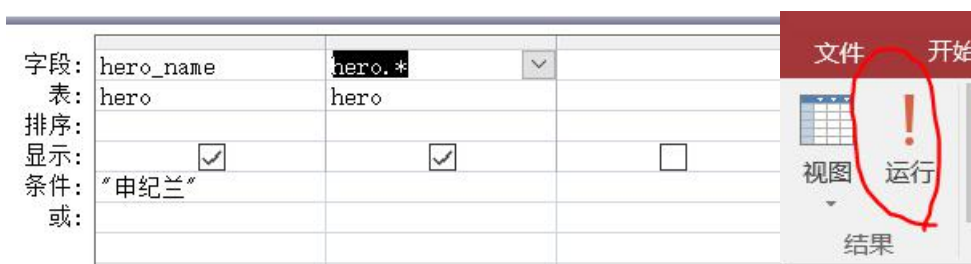 字段: hero_name hero.*
表: hero hero
排序:
显示:
条件: "申纪兰"
或:
文件 开始
视图 运行
结果